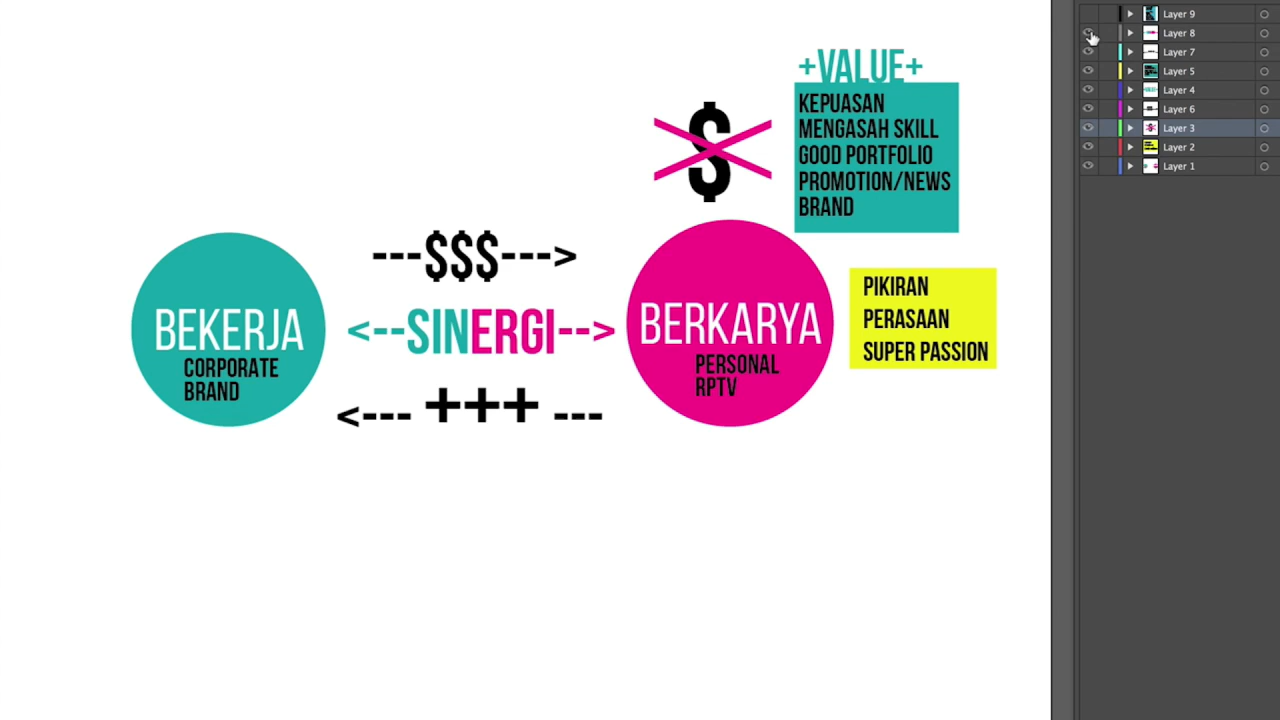 +VALUE+
KEPUASAN
MENGASAH SKILL
GOOD PORTFOLIO
PROMOTION/NEWS
BRAND
$
---$$$--->
BEKERJA
CORPORATE
BRAND
<--SINERGI-->
BERKARYA
PERSONAL
RPTV
<--- +++ ---
PIKIRAN
PERASAAN
SUPER PASSION
Layer 9
Layer 8
Layer 7
Layer 5
Layer 4
Layer 6
Layer 3
Layer 2
Layer 1